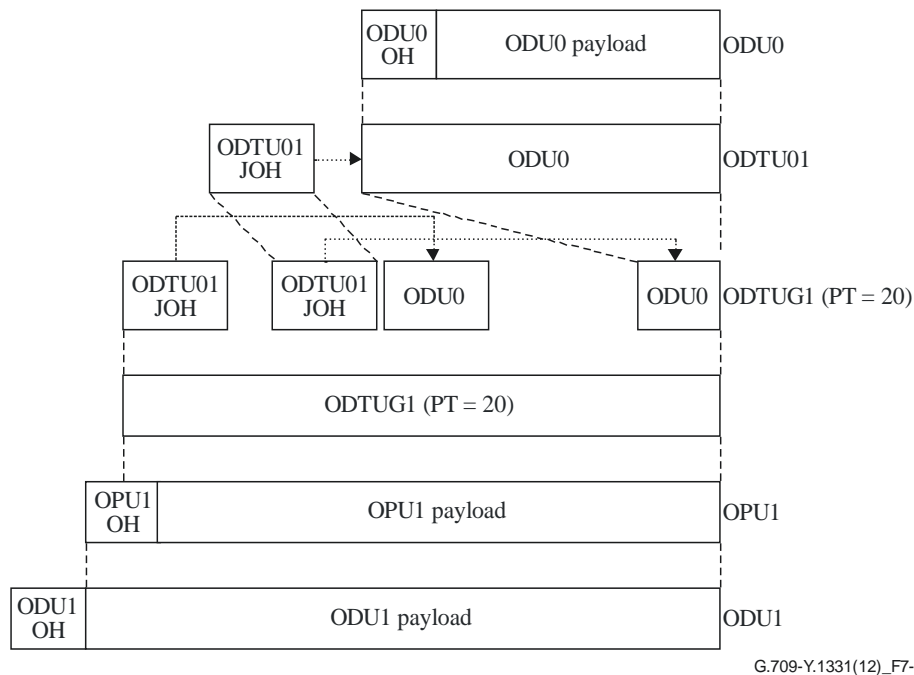 ODU0
OH
ODU0 payload
ODU0
ODTU01
JOH
ODU0
ODTU01
ODTU01
JOH
ODTU01
JOH
ODU0
ODU0
ODTUG1 (PT = 20)
ODTUG1 (PT = 20)
OPU1
OH
OPU1 payload
OPU1
ODU1
OH
ODU1 payload
ODU1
G.709-Y.1331(12)_F7-